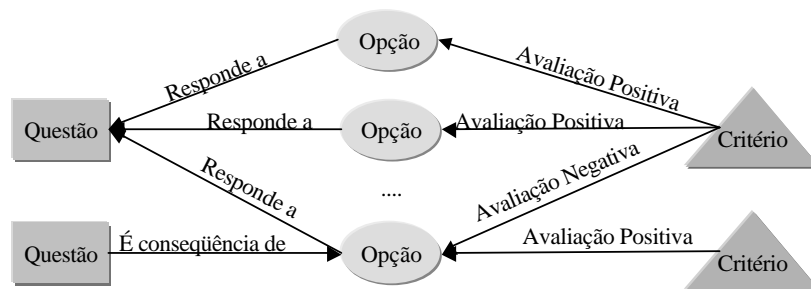 Opção
Responde a
Avaliação Positiva
Questão
Responde a
Opção
Avaliação Positiva
Critério
Responde a
....
Avaliação Negativa
Questão
É conseqüência de
Opção
Avaliação Positiva
Critério